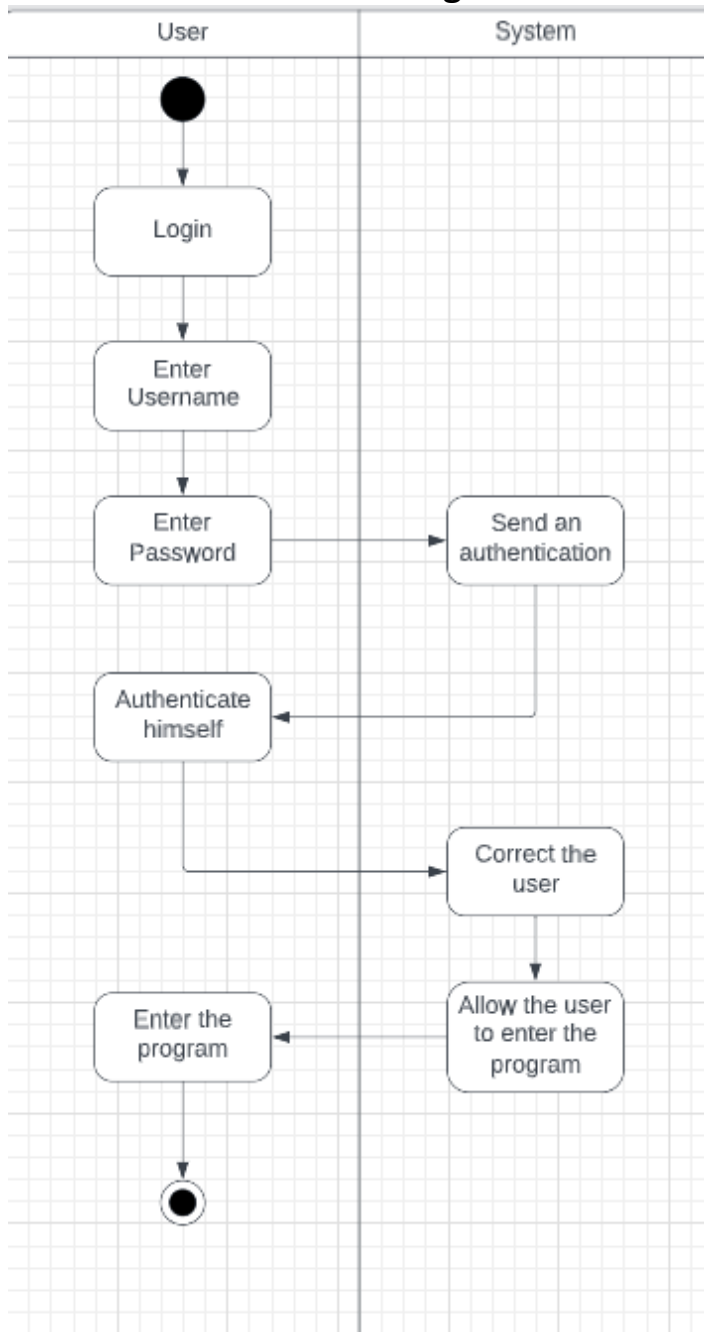 User
System
Login
Enter
Username
Enter
Password
Send an
authentication
Authenticate
himself
Correct the
user
Allow the user
to enter the
program
Enter the
program